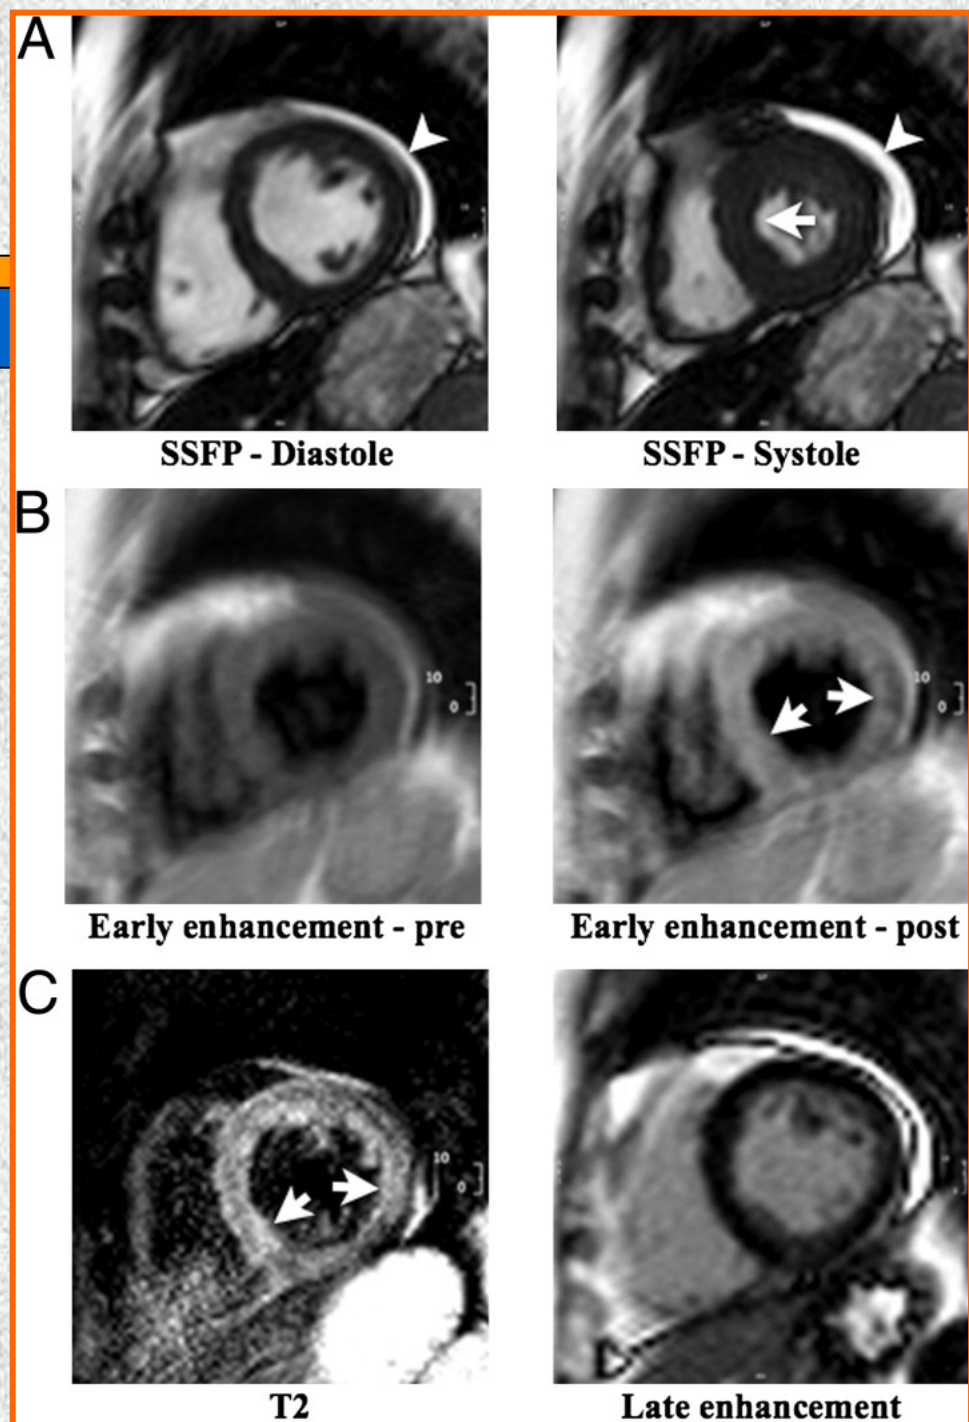 A
SSFP - Diastole
SSFP - Systole
B
10
0
10
0
Early enhancement - pre
Early enhancement - post
C
10
0
T2
Late enhancement